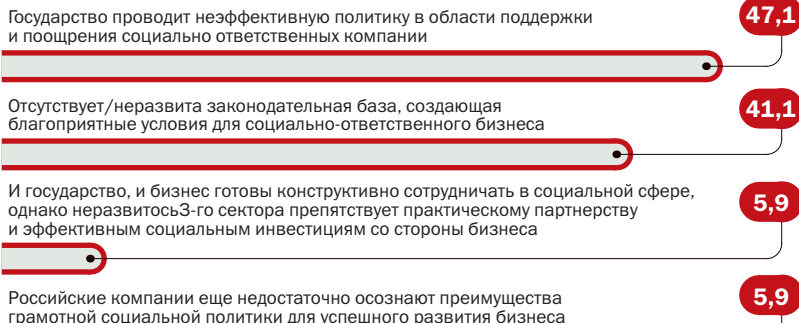 Государство проводит неэффективную политику в области поддержки
и поощрения социально ответственных компании
47,1
Отсутствует/неразвита законодательная база, создающая
благоприятные условия для социально-ответственного бизнеса
41,1
И государство, и бизнес готовы конструктивно сотрудничать в социальной сфере,
однако неразвитосьЗ-го сектора препятствует практическому партнерству
и эффективным социальным инвестициям со стороны бизнеса
5,9
Российские компании еще недостаточно осознают преимущества
грамотной социальной политики для успешного развития бизнеса
5,9